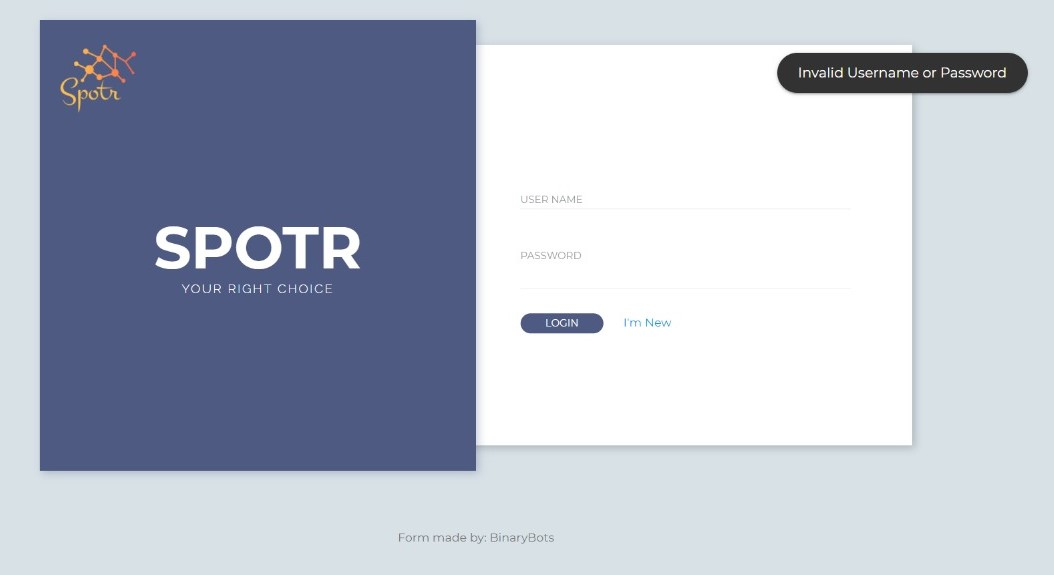 Spotr
Invalid Username or Password
SPOTR
YOUR RIGHT CHOICE
USER NAME
PASSWORD
LOGIN
I'm New
Form made by: BinaryBots